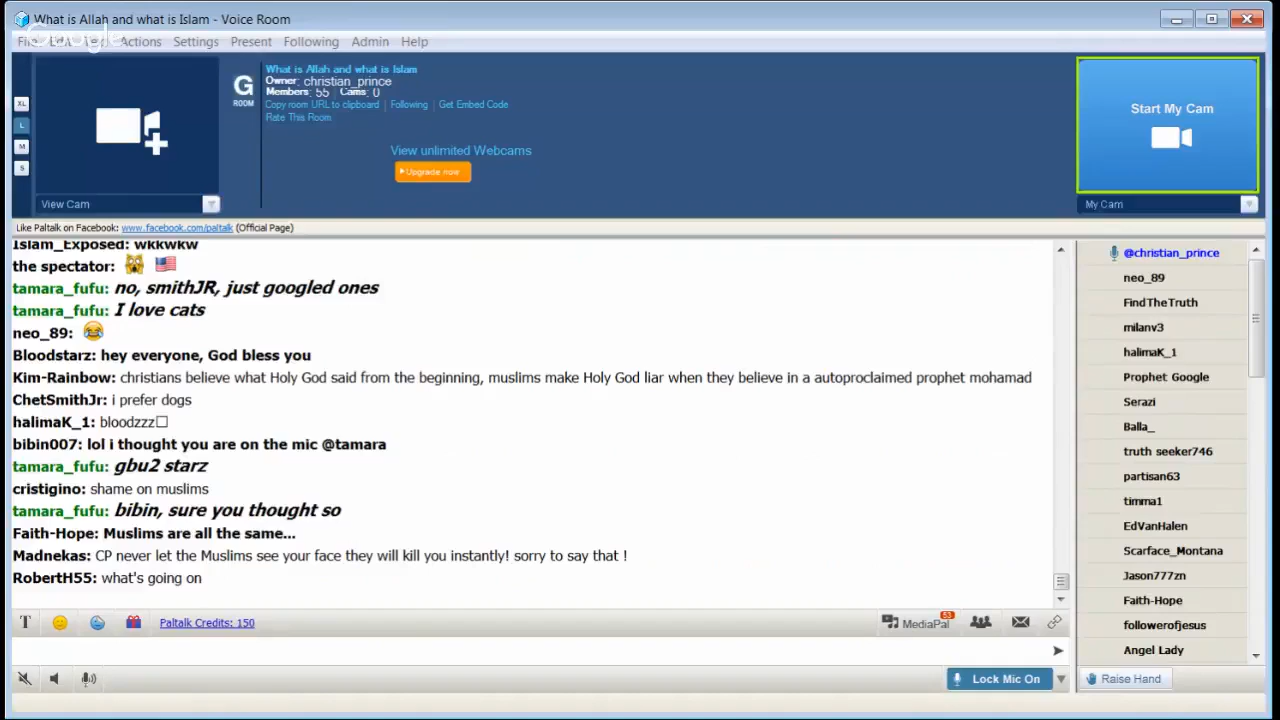 What is Allah and what is Islam - Voice Room
Google
File Edit Actions Settings Present Following Admin Help
What is Allah and what is Islam
Owner: christian_prince
Members: 55 Cams: 0
Copy room URL to clipboard | Following | Get Embed Code
Rate This Room
G
ROOM
XL
L
M
S
View unlimited Webcams
Upgrade now
Start My Cam
View Cam
My Cam
Like Paltalk on Facebook: www.facebook.com/paltalk (Official Page)
Islam_Exposed: wkkwkw
the spectator:
tamara_fufu: no, smithJR, just googled ones
tamara_fufu: I love cats
neo_89:
Bloodstarz: hey everyone, God bless you
Kim-Rainbow: christians believe what Holy God said from the beginning, muslims make Holy God liar when they believe in a autoproclaimed prophet mohamad
ChetSmithJr: i prefer dogs
halimaK_1: bloodzzz
bibin007: lol i thought you are on the mic @tamara
tamara_fufu: gbu2 starz
cristigino: shame on muslims
tamara_fufu: bibin, sure you thought so
Faith-Hope: Muslims are all the same...
Madnekas: CP never let the Muslims see your face they will kill you instantly! sorry to say that !
RobertH55: what's going on
@christian_prince
neo_89
FindTheTruth
milanv3
halimaK_1
Prophet Google
Serazi
Balla_
truth seeker746
partisan63
timma1
EdVanHalen
Scarface_Montana
Jason777zn
Faith-Hope
followerofjesus
Angel Lady
T
Paltalk Credits: 150
MediaPal 53
Lock Mic On
Raise Hand